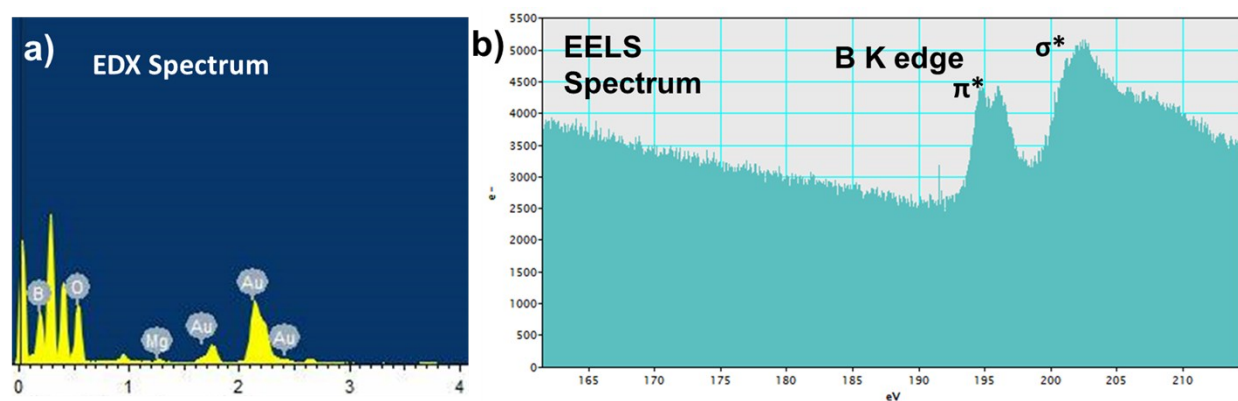 a)
EDX Spectrum
B
O
Mg
Au
Au
Au
0 1 2 3 4
b)
EELS
Spectrum
B K edge
π*
σ*
5500
5000
4500
4000
3500
3000
2500
2000
1500
1000
500
0
e -
165 170 175 180 185 190 195 200 205 210
eV